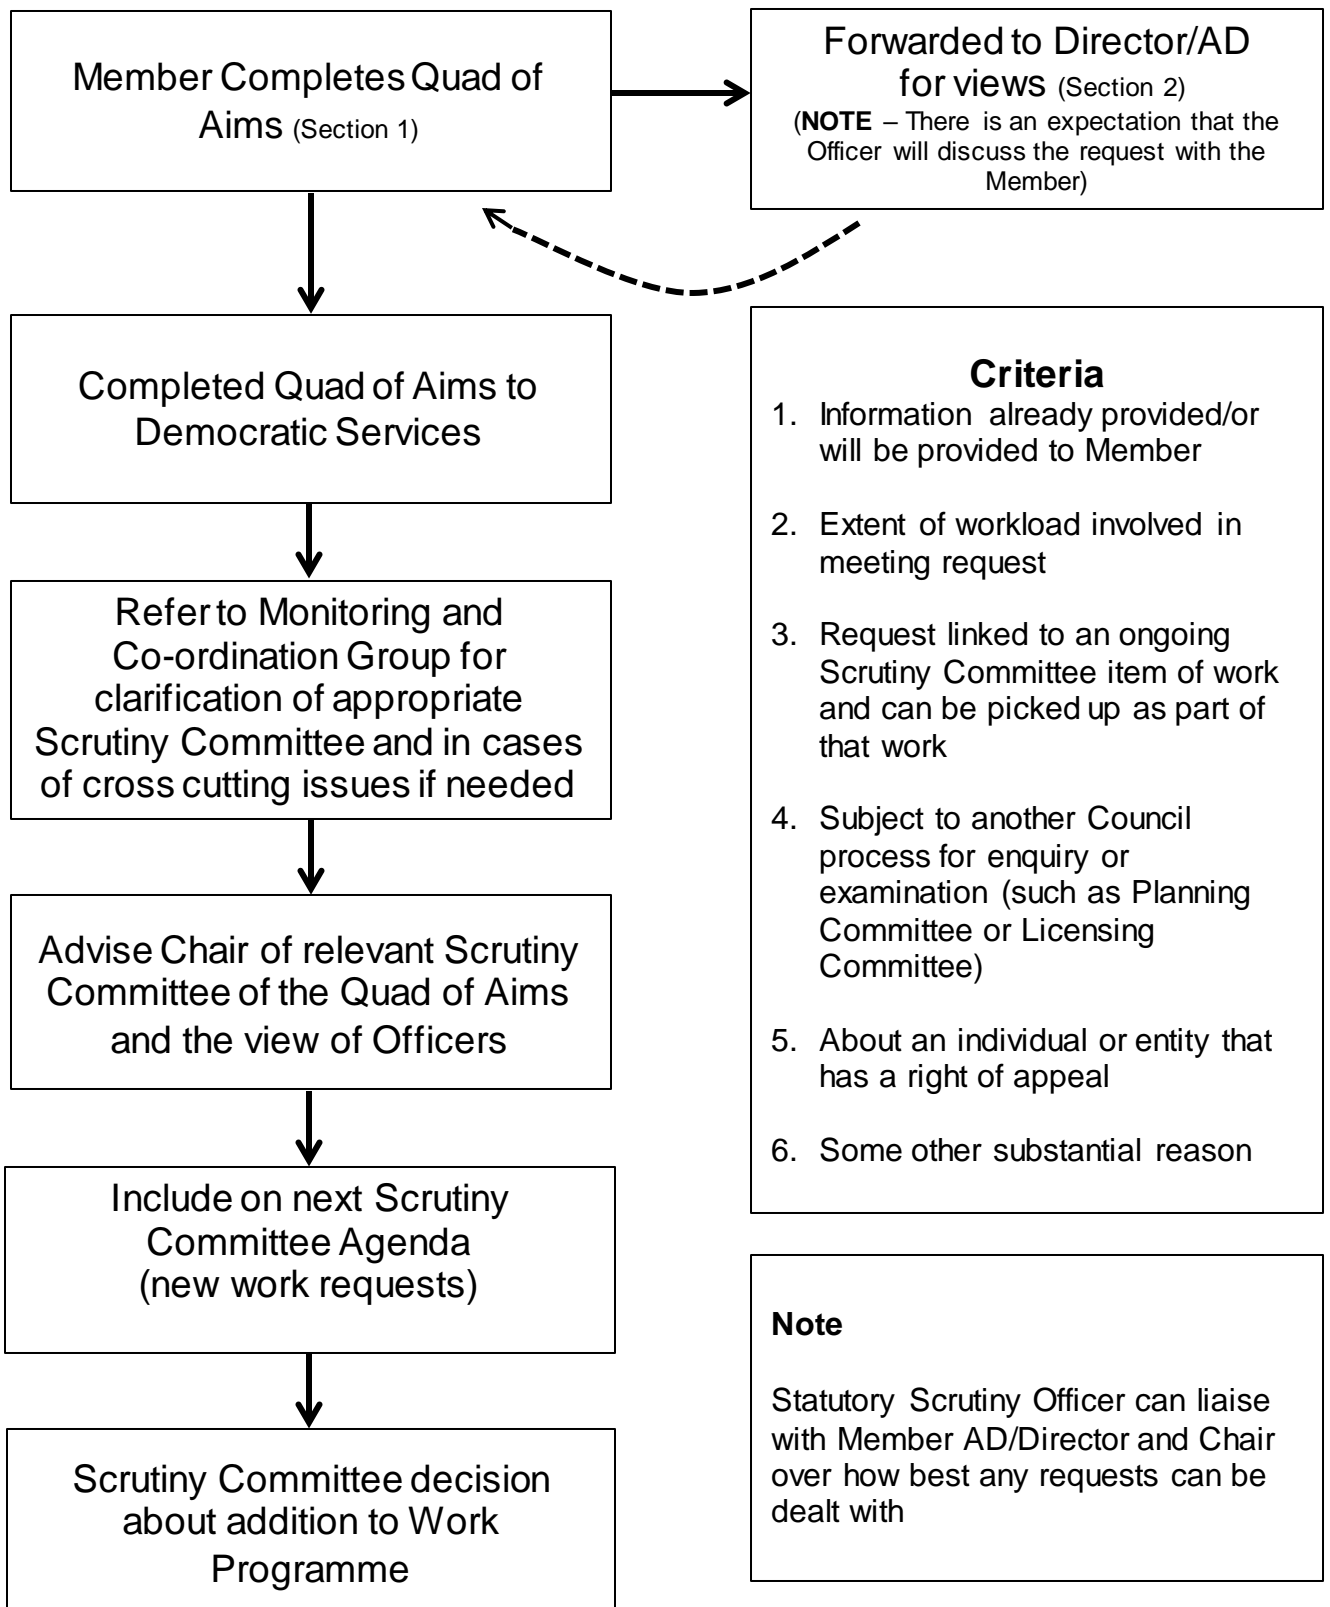 Member Completes Quad of
Aims (Section 1)
Forwarded to Director/AD
for views (Section 2)
(NOTE – There is an expectation that the
Officer will discuss the request with the
Member)
Completed Quad of Aims to
Democratic Services
Refer to Monitoring and
Co-ordination Group for
clarification of appropriate
Scrutiny Committee and in cases
of cross cutting issues if needed
Advise Chair of relevant Scrutiny
Committee of the Quad of Aims
and the view of Officers
Include on next Scrutiny
Committee Agenda
(new work requests)
Scrutiny Committee decision
about addition to Work
Programme
Criteria
1. Information already provided/or
will be provided to Member
2. Extent of workload involved in
meeting request
3. Request linked to an ongoing
Scrutiny Committee item of work
and can be picked up as part of
that work
4. Subject to another Council
process for enquiry or
examination (such as Planning
Committee or Licensing
Committee)
5. About an individual or entity that
has a right of appeal
6. Some other substantial reason
Note
Statutory Scrutiny Officer can liaise
with Member AD/Director and Chair
over how best any requests can be
dealt with